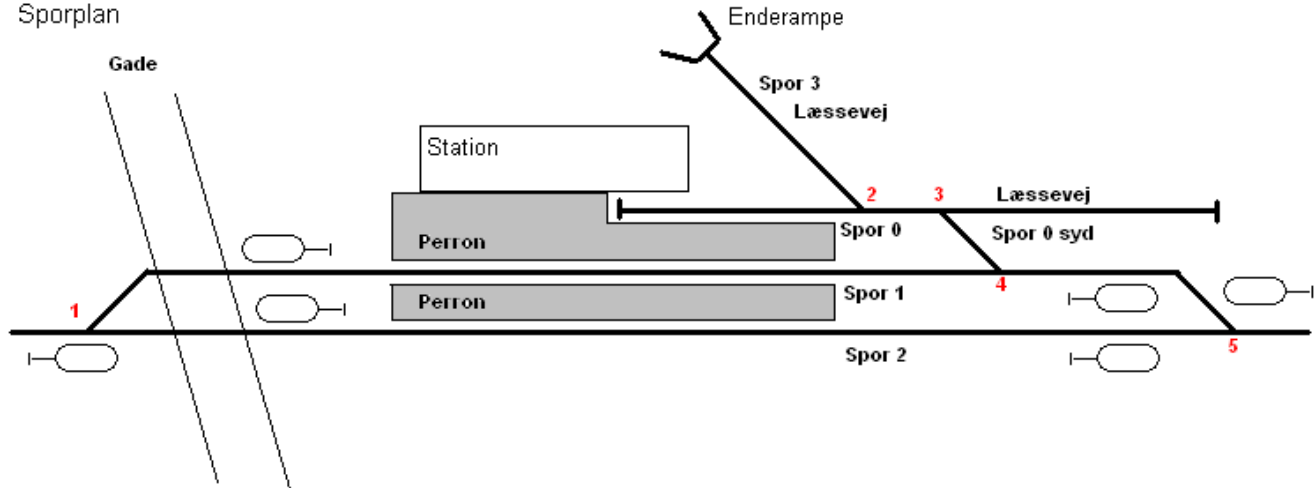 Sporplan
Enderampe
Gade
Spor 3
Læssevej
Station
2
3
Læssevej
Perron
Spor 0
Spor 0 syd
1
Perron
Spor 1
4
Spor 2
5